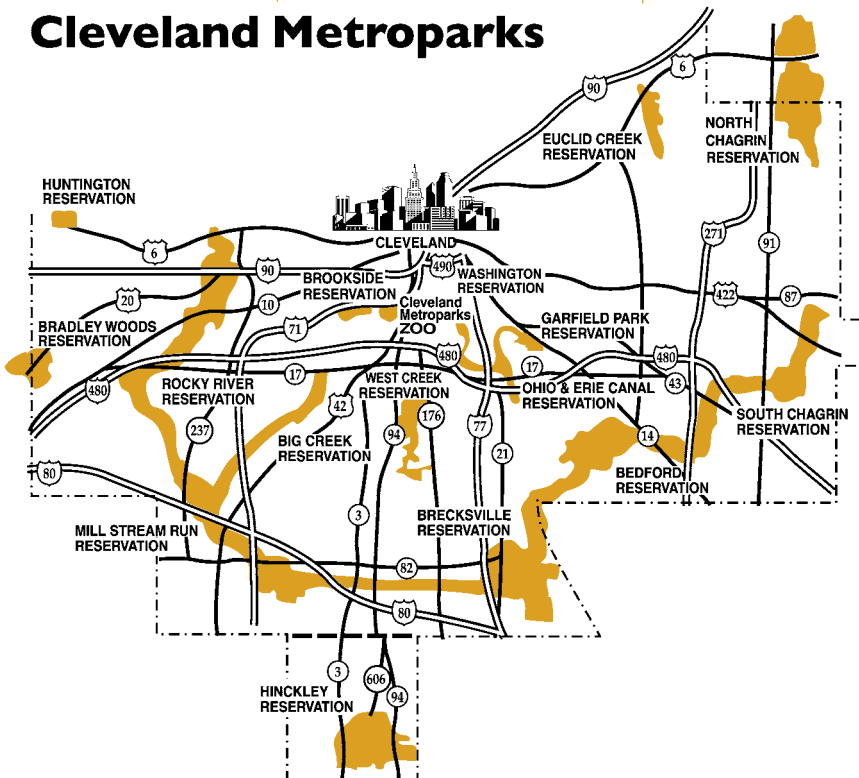 Cleveland Metroparks
6
90
EUCLID CREEK
RESERVATION
NORTH
CHAGRIN
RESERVATION
HUNTINGTON
RESERVATION
271
91
6
CLEVELAND
90
490
BROOKSIDE
RESERVATION
WASHINGTON
RESERVATION
20
10
422
87
Cleveland
Metroparks
ZOO
71
GARFIELD PARK
RESERVATION
BRADLEY WOODS
RESERVATION
480
480
17
17
480
ROCKY RIVER
RESERVATION
WEST CREEK
RESERVATION
OHIO & ERIE CANAL
RESERVATION
43
42
176
SOUTH CHAGRIN
RESERVATION
237
94
77
14
BIG CREEK
RESERVATION
21
80
BEDFORD
RESERVATION
3
BRECKSVILLE
RESERVATION
MILL STREAM RUN
RESERVATION
82
80
3
606
94
HINCKLEY
RESERVATION